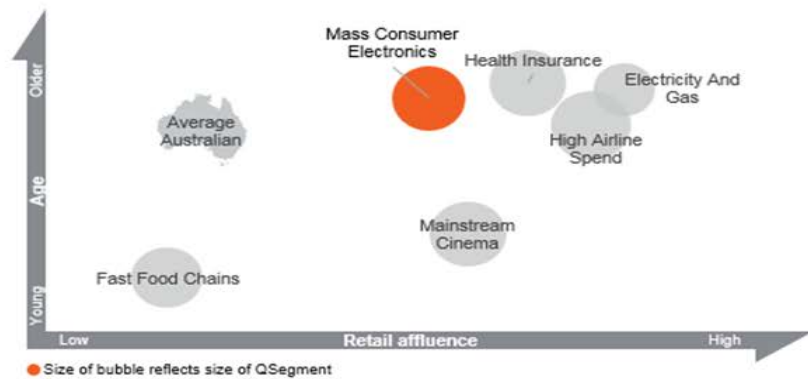 Mass Consumer
Electronics
Health Insurance
Electricity And
Gas
Average
Australian
High Airline
Spend
Mainstream
Cinema
Fast Food Chains
Older
Age
Young
Low
Retail affluence
High
Size of bubble reflects size of QSegment